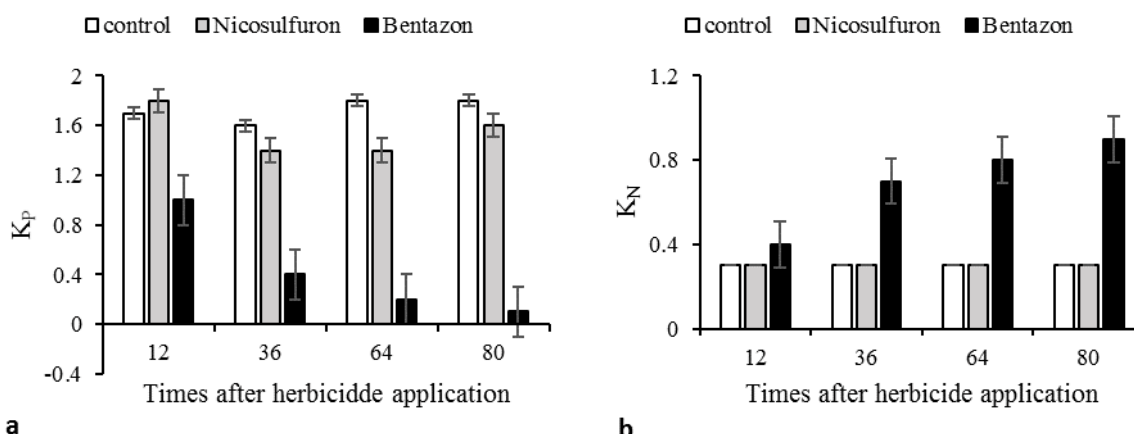 control Nicosulfuron Bentazon
2
1.6
1.2
0.8
0.4
0
-0.4
KP
12 36 64 80
Times after herbicidde application
a
control Nicosulfuron Bentazon
1.2
0.8
0.4
0
KN
12 36 64 80
Times after herbicide application
b